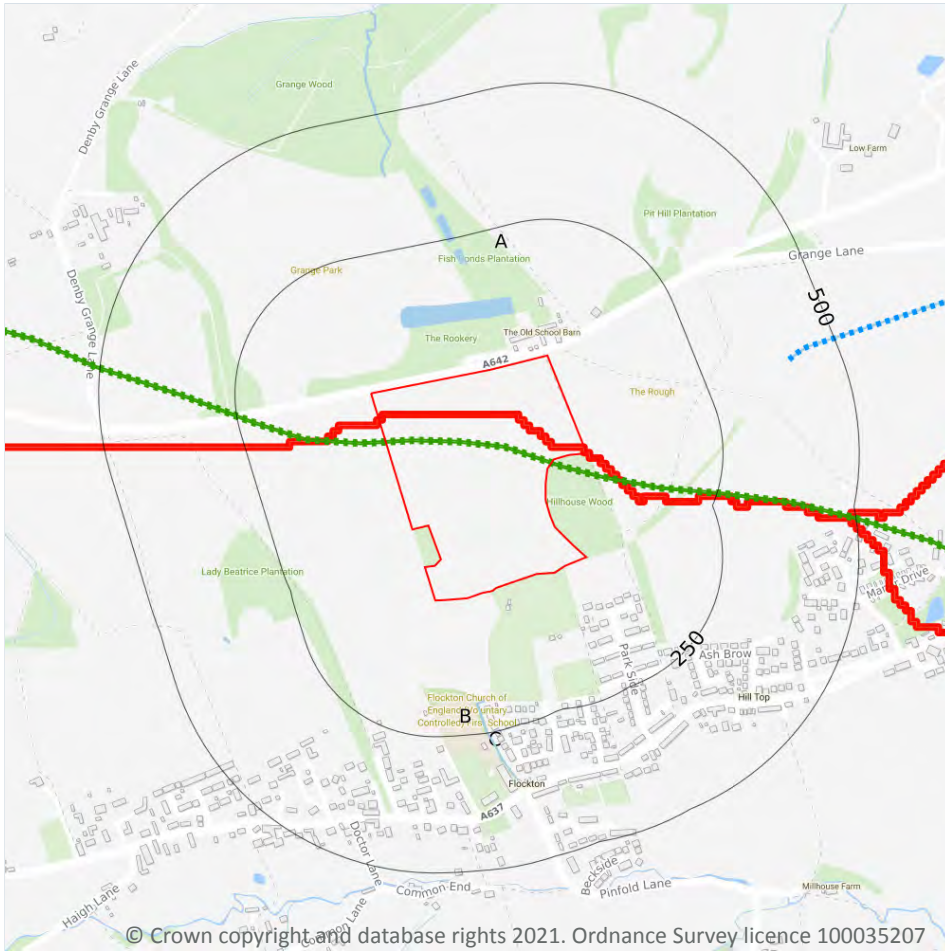 Denby Grange Lane
Grange Wood
Low Farm
Pit Hill Plantation
A
Fish Ponds Plantation
Grange Lane
Grange Park
500
Denby Grange Lane
The Rookery
The Old School Barn
A642
The Rough
Hillhouse Wood
Lady Beatrice Plantation
Drive
Park Side
250
Ash Brow
Hill Top
Flockton Church of
England Voluntary
Controlled First School
B
C
Flockton
A637
Doctor Lane
Beckside
Haigh Lane
Common End
Pinfold Lane
Millhouse Farm
Common Lane
© Crown copyright and database rights 2021. Ordnance Survey licence 100035207